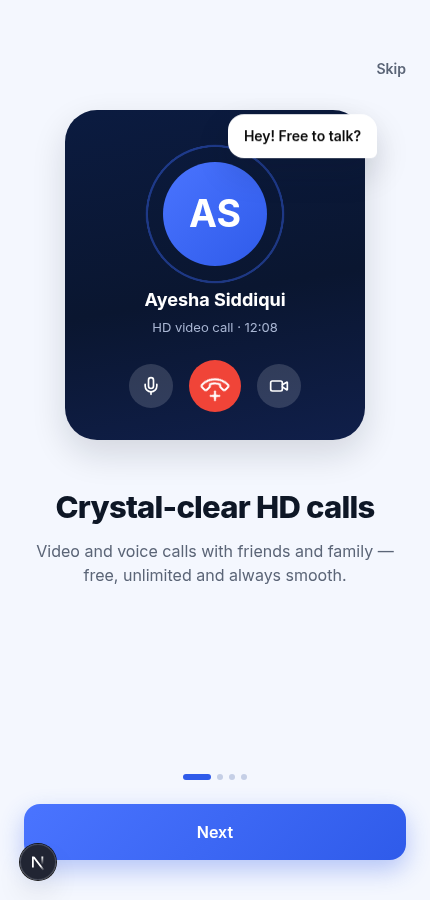 Skip
Hey! Free to talk?
AS
Ayesha Siddiqui
HD video call · 12:08
Crystal-clear HD calls
Video and voice calls with friends and family —
free, unlimited and always smooth.
Next
N